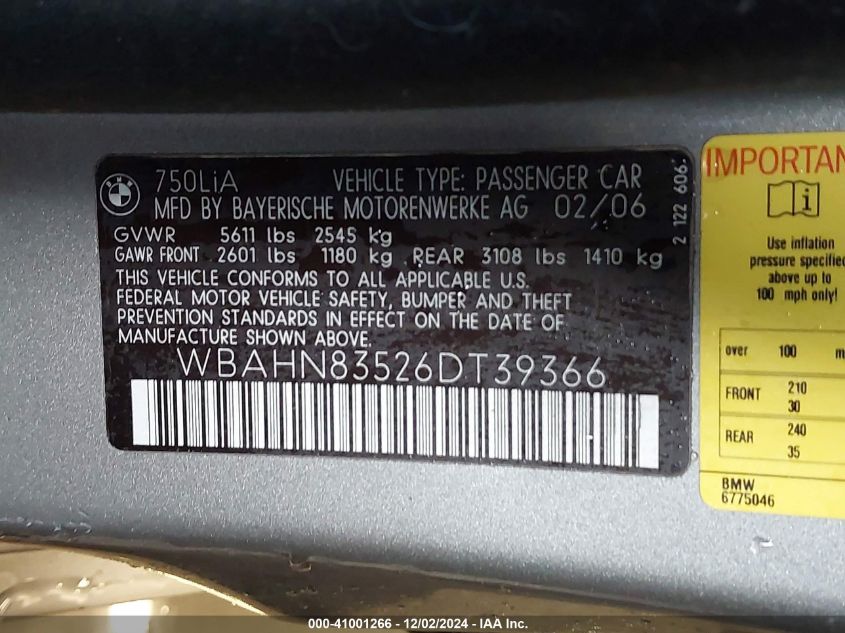 BMW
750LiA VEHICLE TYPE: PASSENGER CAR
MFD BY BAYERISCHE MOTORENWERKE AG 02/06
GVWR 5611 lbs 2545 kg
GAWR FRONT 2601 lbs 1180 kg REAR 3108 lbs 1410 kg
THIS VEHICLE CONFORMS TO ALL APPLICABLE U.S.
FEDERAL MOTOR VEHICLE SAFETY, BUMPER AND THEFT
PREVENTION STANDARDS IN EFFECT ON THE DATE OF
MANUFACTURE SHOWN ABOVE.
WBAHN83526DT39366
2 122 606
IMPORTAN
i
Use inflation
pressure specifie
above up to
100 mph only!
over 100 m
FRONT 210
30
REAR 240
35
BMW
6775046
000-41001266 - 12/02/2024 - IAA Inc.